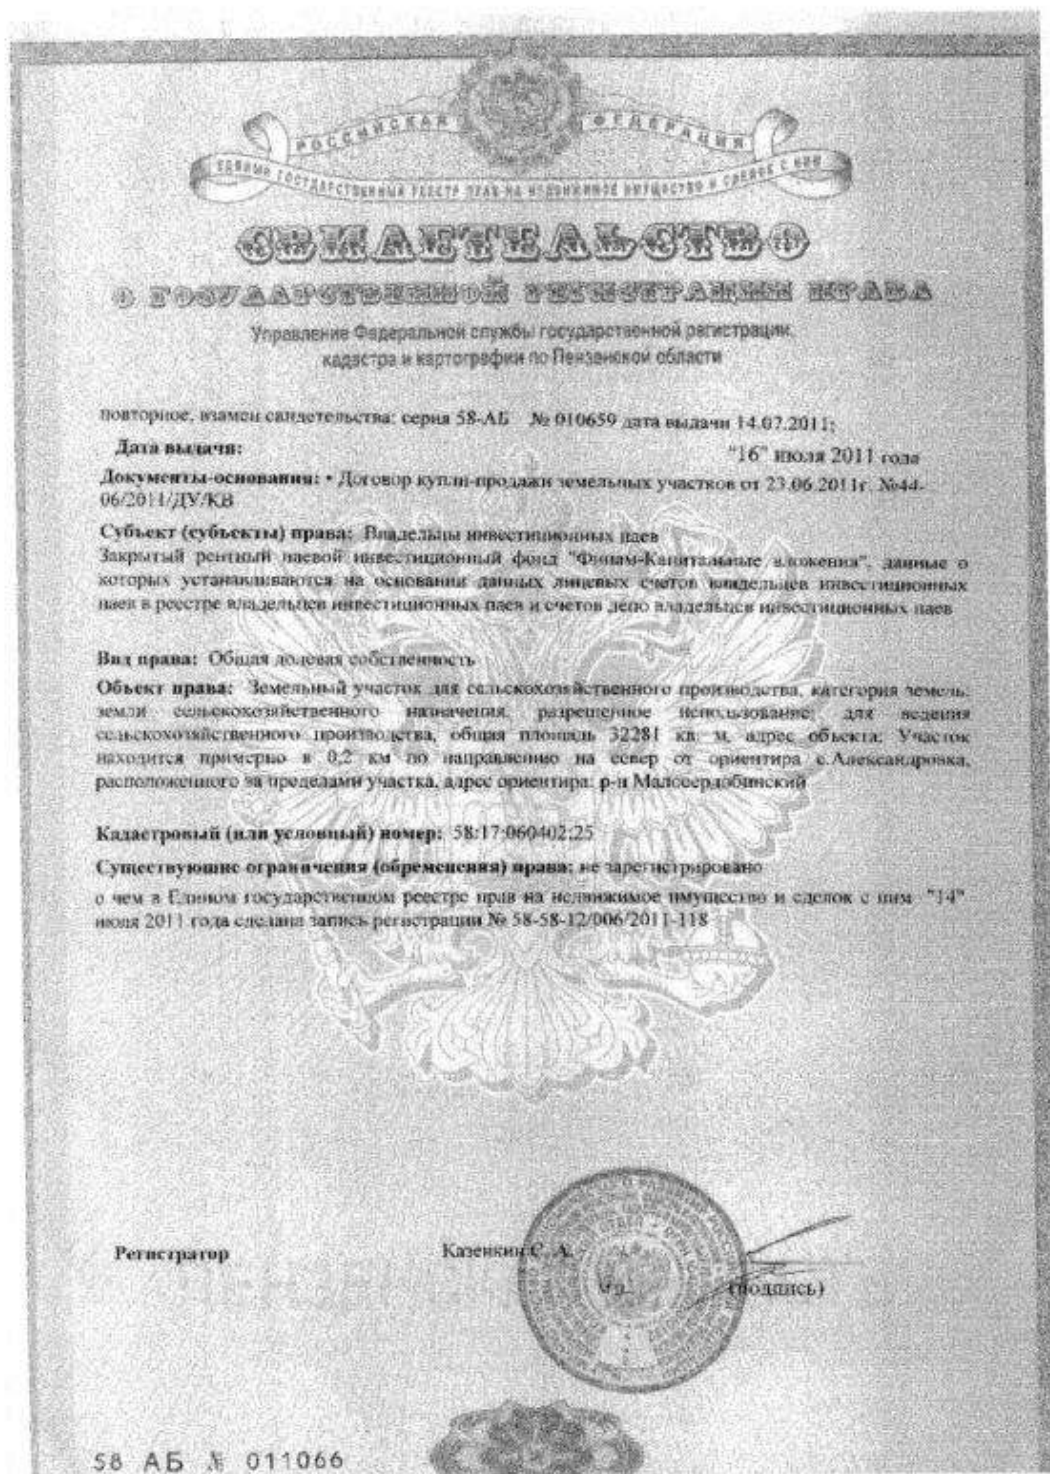 РОССИЙСКАЯ ФЕДЕРАЦИЯ
ЕДИНЫЙ ГОСУДАРСТВЕННЫЙ РЕЕСТР ПРАВ НА НЕДВИЖИМОЕ ИМУЩЕСТВО И СДЕЛОК С НИМ
СВИДЕТЕЛЬСТВО
О ГОСУДАРСТВЕННОЙ РЕГИСТРАЦИИ ПРАВА
Управление Федеральной службы государственной регистрации,
кадастра и картографии по Пензенской области
повторное, взамен свидетельства: серия 58-АБ № 010659 дата выдачи 14.07.2011;
Дата выдачи: "16" июля 2011 года
Документы-основания: • Договор купли-продажи земельных участков от 23.06.2011г. №44-
06/2011/ДУ/КВ
Субъект (субъекты) права: Владельцы инвестиционных паев
Закрытый рентный паевой инвестиционный фонд "Финам-Капитальные вложения", данные о
которых устанавливаются на основании данных лицевых счетов владельцев инвестиционных
паев в реестре владельцев инвестиционных паев и счетов депо владельцев инвестиционных паев
Вид права: Общая долевая собственность
Объект права: Земельный участок для сельскохозяйственного производства, категория земель:
земли сельскохозяйственного назначения, разрешенное использование: для ведения
сельскохозяйственного производства, общая площадь 32281 кв. м, адрес объекта: Участок
находится примерно в 0,2 км по направлению на север от ориентира с.Александровка,
расположенного за пределами участка, адрес ориентира: р-н Малосердобинский
Кадастровый (или условный) номер: 58:17:060402:25
Существующие ограничения (обременения) права: не зарегистрировано
о чем в Едином государственном реестре прав на недвижимое имущество и сделок с ним "14"
июля 2011 года сделана запись регистрации № 58-58-12/006/2011-118
Регистратор Казенкин С. А.
м.п. (подпись)
58 АБ № 011066